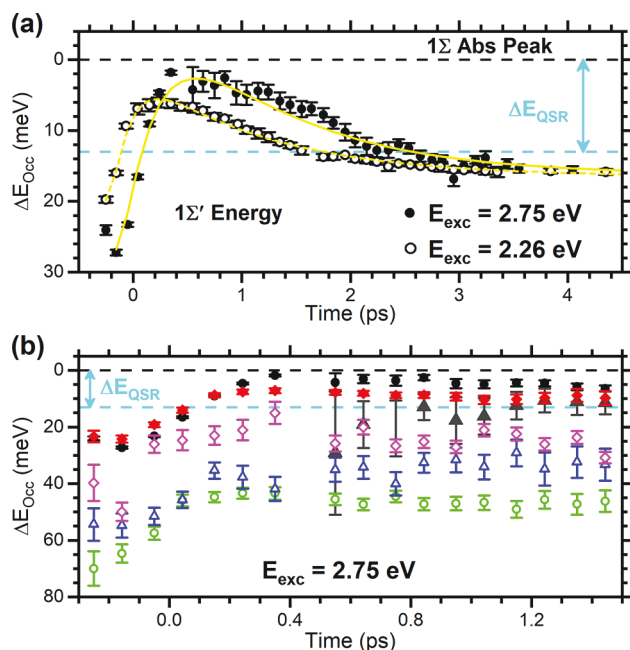 (a)
1Σ Abs Peak
0
10
20
30
ΔE_Occ (meV)
ΔE_QSR
1Σ′ Energy
E_exc = 2.75 eV
E_exc = 2.26 eV
0 1 2 3 4
Time (ps)
(b)
0
20
40
60
80
ΔE_Occ (meV)
ΔE_QSR
E_exc = 2.75 eV
0.0 0.4 0.8 1.2
Time (ps)